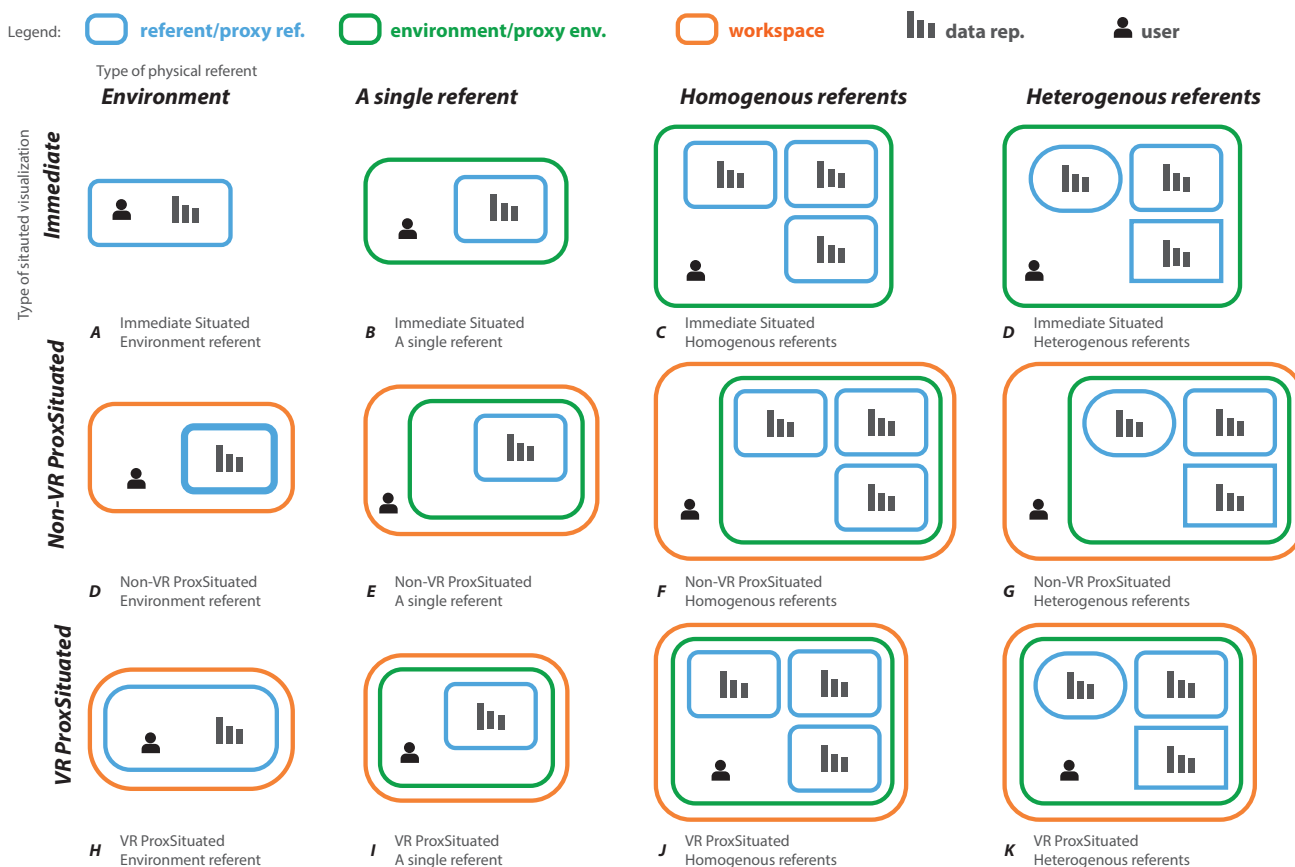 Legend:
referent/proxy ref.
environment/proxy env.
workspace
data rep.
user
Type of physical referent
Environment
A single referent
Homogenous referents
Heterogenous referents
Type of sitauted visualization
Immediate
A Immediate Situated
Environment referent
B Immediate Situated
A single referent
C Immediate Situated
Homogenous referents
D Immediate Situated
Heterogenous referents
Non-VR ProxSituated
D Non-VR ProxSituated
Environment referent
E Non-VR ProxSituated
A single referent
F Non-VR ProxSituated
Homogenous referents
G Non-VR ProxSituated
Heterogenous referents
VR ProxSituated
H VR ProxSituated
Environment referent
I VR ProxSituated
A single referent
J VR ProxSituated
Homogenous referents
K VR ProxSituated
Heterogenous referents